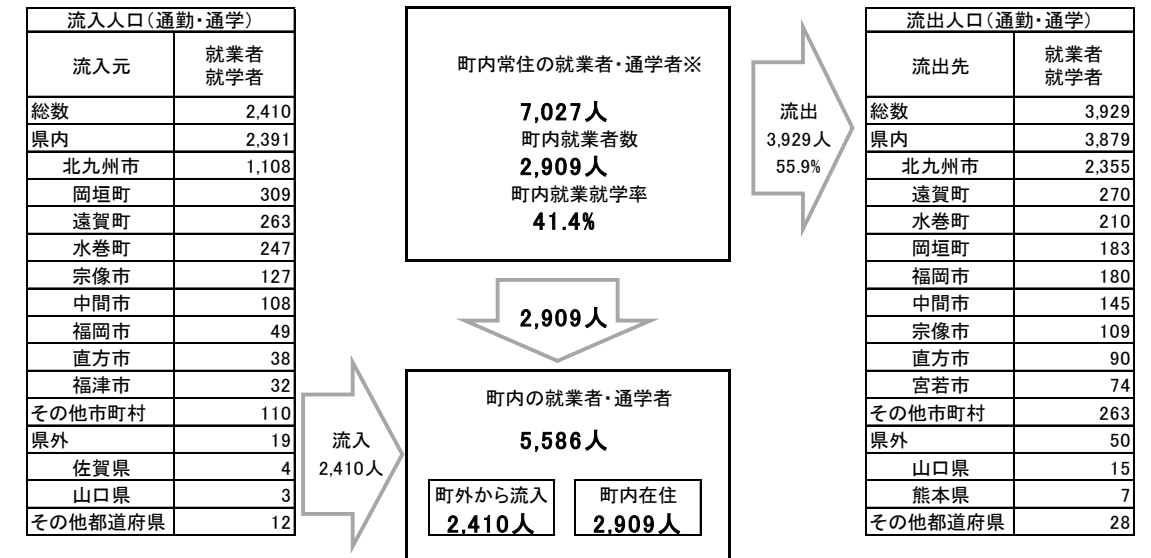 流入人口（通勤・通学）
流入元 就業者
就学者
総数 2,410
県内 2,391
北九州市 1,108
岡垣町 309
遠賀町 263
水巻町 247
宗像市 127
中間市 108
福岡市 49
直方市 38
福津市 32
その他市町村 110
県外 19
佐賀県 4
山口県 3
その他都道府県 12
町内常住の就業者・通学者※
7,027人
町内就業者数
2,909人
町内就業就学率
41.4%
2,909人
流入
2,410人
町内の就業者・通学者
5,586人
町外から流入
2,410人
町内在住
2,909人
流出
3,929人
55.9%
流出人口（通勤・通学）
流出先 就業者
就学者
総数 3,929
県内 3,879
北九州市 2,355
遠賀町 270
水巻町 210
岡垣町 183
福岡市 180
中間市 145
宗像市 109
直方市 90
宮若市 74
その他市町村 263
県外 50
山口県 15
熊本県 7
その他都道府県 28